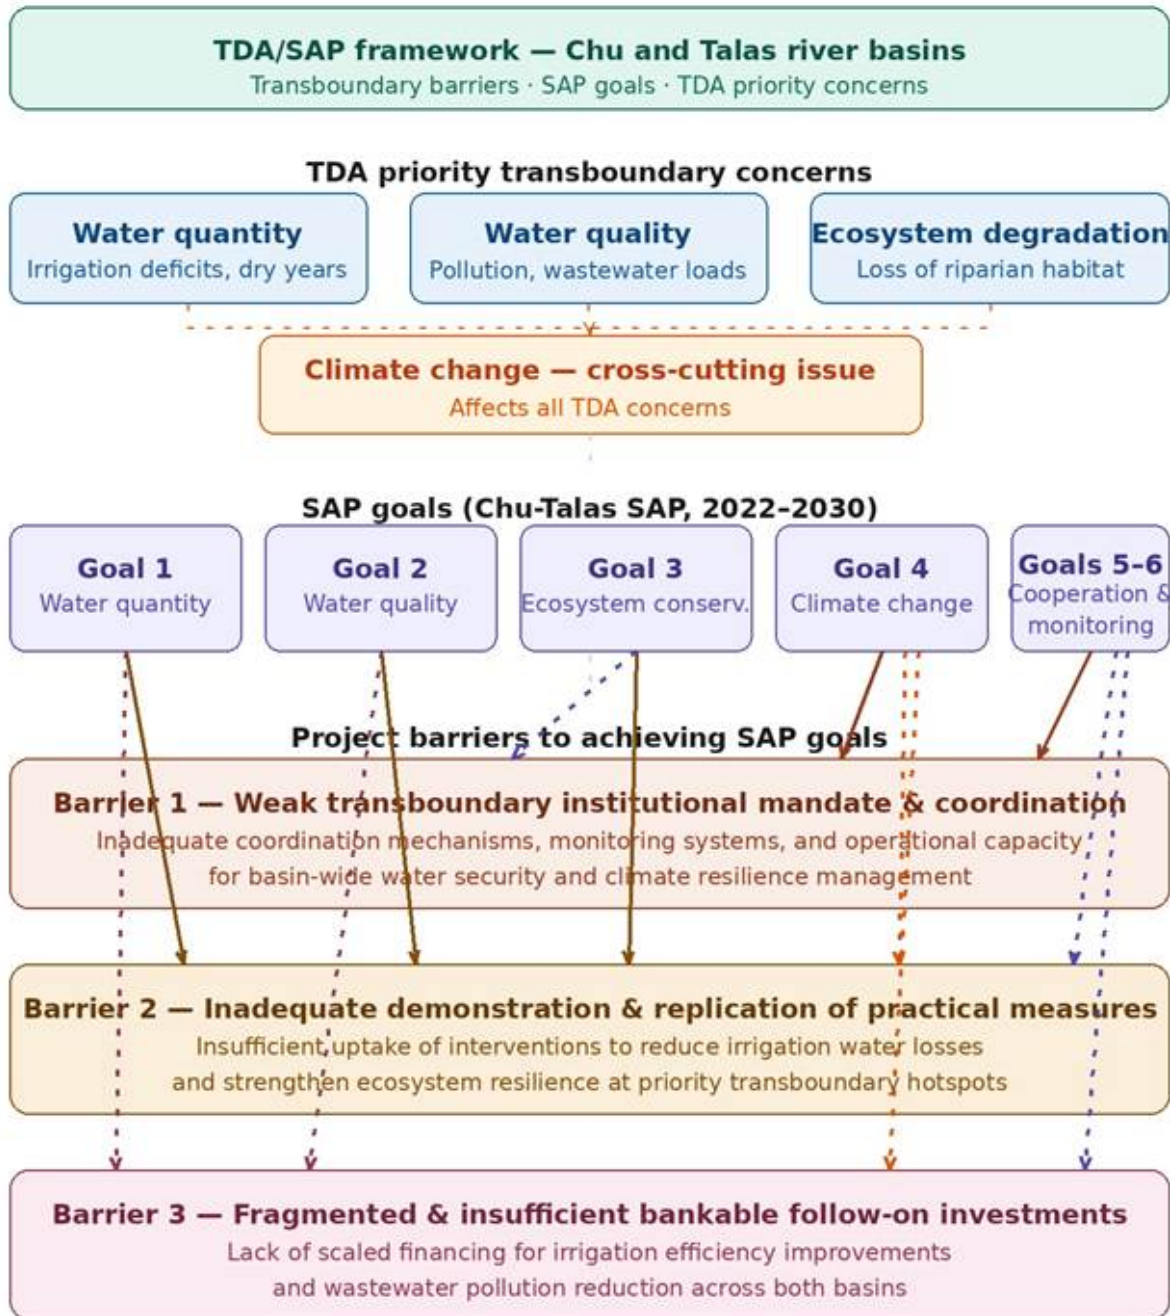 TDA/SAP framework — Chu and Talas river basins
Transboundary barriers · SAP goals · TDA priority concerns
TDA priority transboundary concerns
Water quantity
Irrigation deficits, dry years
Water quality
Pollution, wastewater loads
Ecosystem degradation
Loss of riparian habitat
Climate change — cross-cutting issue
Affects all TDA concerns
SAP goals (Chu-Talas SAP, 2022–2030)
Goal 1
Water quantity
Goal 2
Water quality
Goal 3
Ecosystem conserv.
Goal 4
Climate change
Goals 5–6
Cooperation &
monitoring
Project barriers to achieving SAP goals
Barrier 1 — Weak transboundary institutional mandate & coordination
Inadequate coordination mechanisms, monitoring systems, and operational capacity
for basin-wide water security and climate resilience management
Barrier 2 — Inadequate demonstration & replication of practical measures
Insufficient uptake of interventions to reduce irrigation water losses
and strengthen ecosystem resilience at priority transboundary hotspots
Barrier 3 — Fragmented & insufficient bankable follow-on investments
Lack of scaled financing for irrigation efficiency improvements
and wastewater pollution reduction across both basins